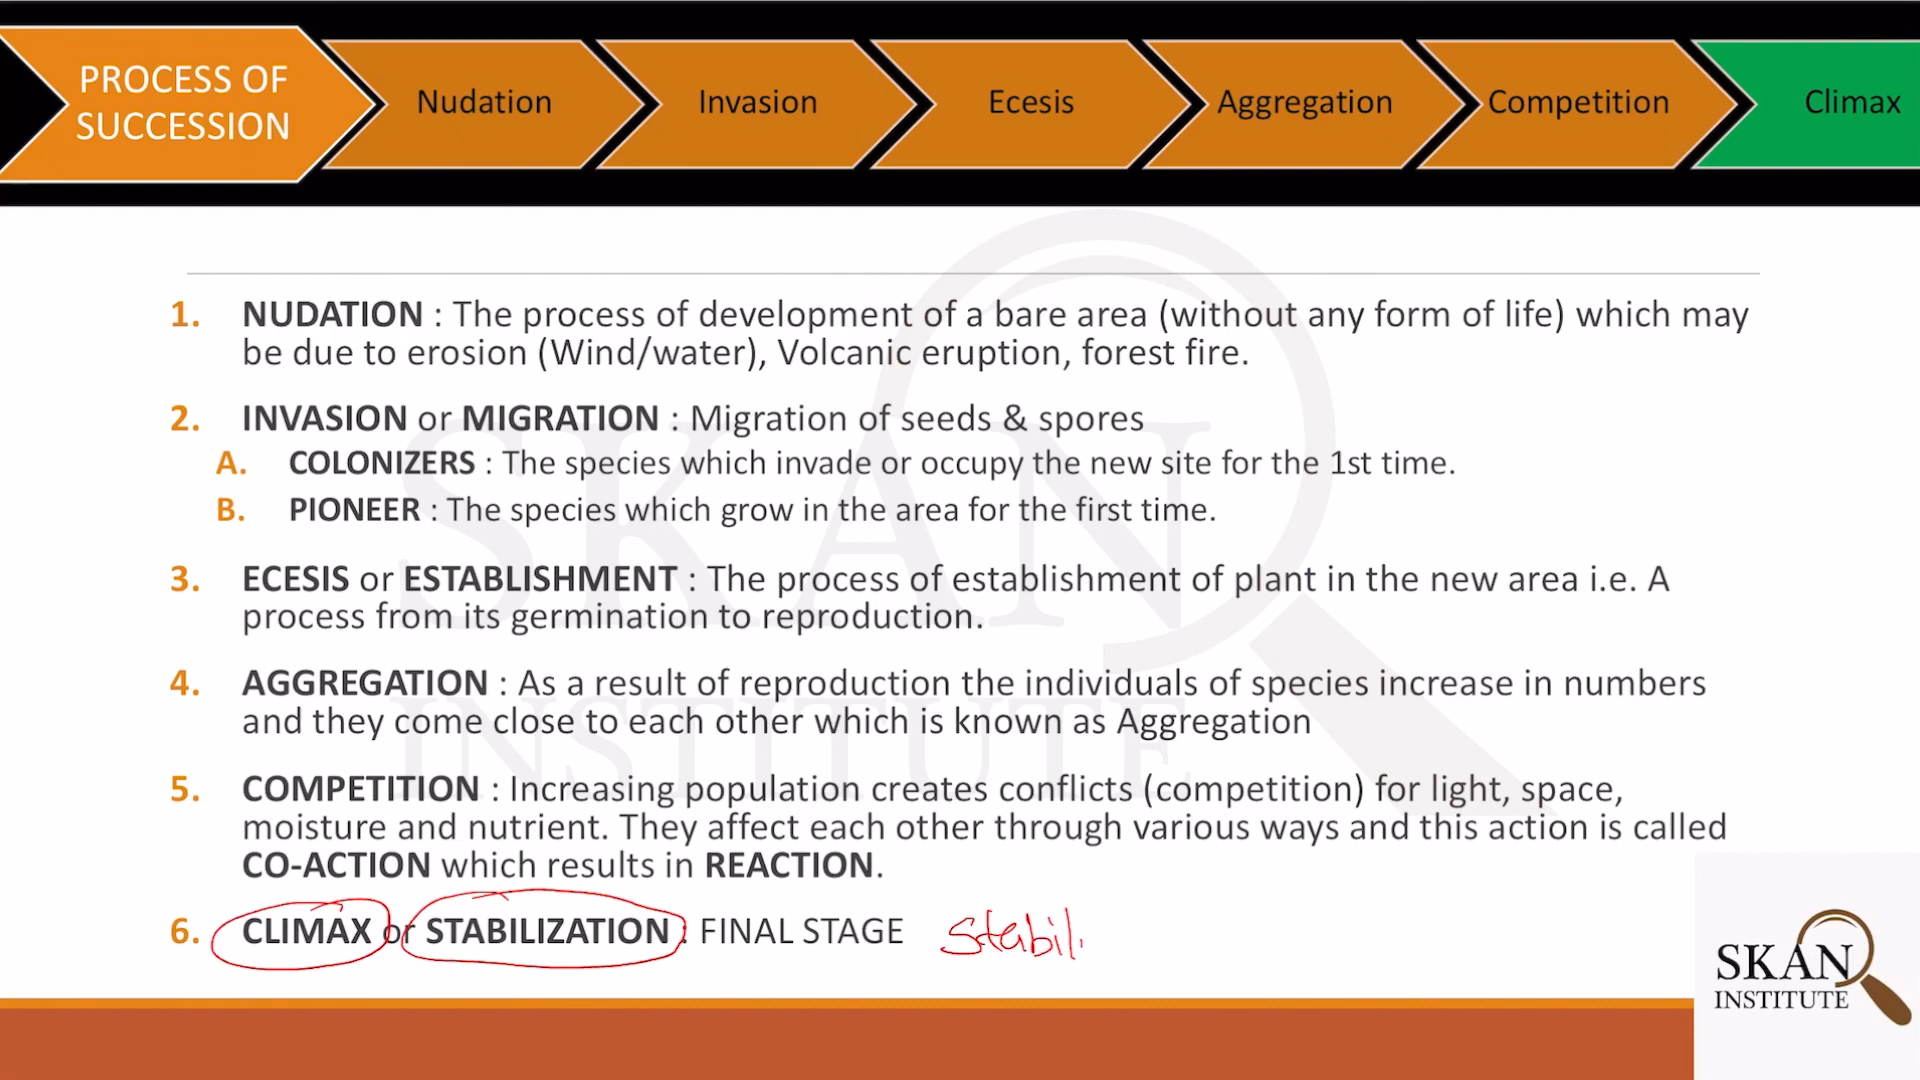 PROCESS OF
SUCCESSION
Nudation
Invasion
Ecesis
Aggregation
Competition
Climax
1. NUDATION : The process of development of a bare area (without any form of life) which may
be due to erosion (Wind/water), Volcanic eruption, forest fire.
2. INVASION or MIGRATION : Migration of seeds & spores
A. COLONIZERS : The species which invade or occupy the new site for the 1st time.
B. PIONEER : The species which grow in the area for the first time.
3. ECESIS or ESTABLISHMENT : The process of establishment of plant in the new area i.e. A
process from its germination to reproduction.
4. AGGREGATION : As a result of reproduction the individuals of species increase in numbers
and they come close to each other which is known as Aggregation
5. COMPETITION : Increasing population creates conflicts (competition) for light, space,
moisture and nutrient. They affect each other through various ways and this action is called
CO-ACTION which results in REACTION.
6. CLIMAX or STABILIZATION : FINAL STAGE Stabili
SKAN
INSTITUTE
SKAN
INSTITUTE